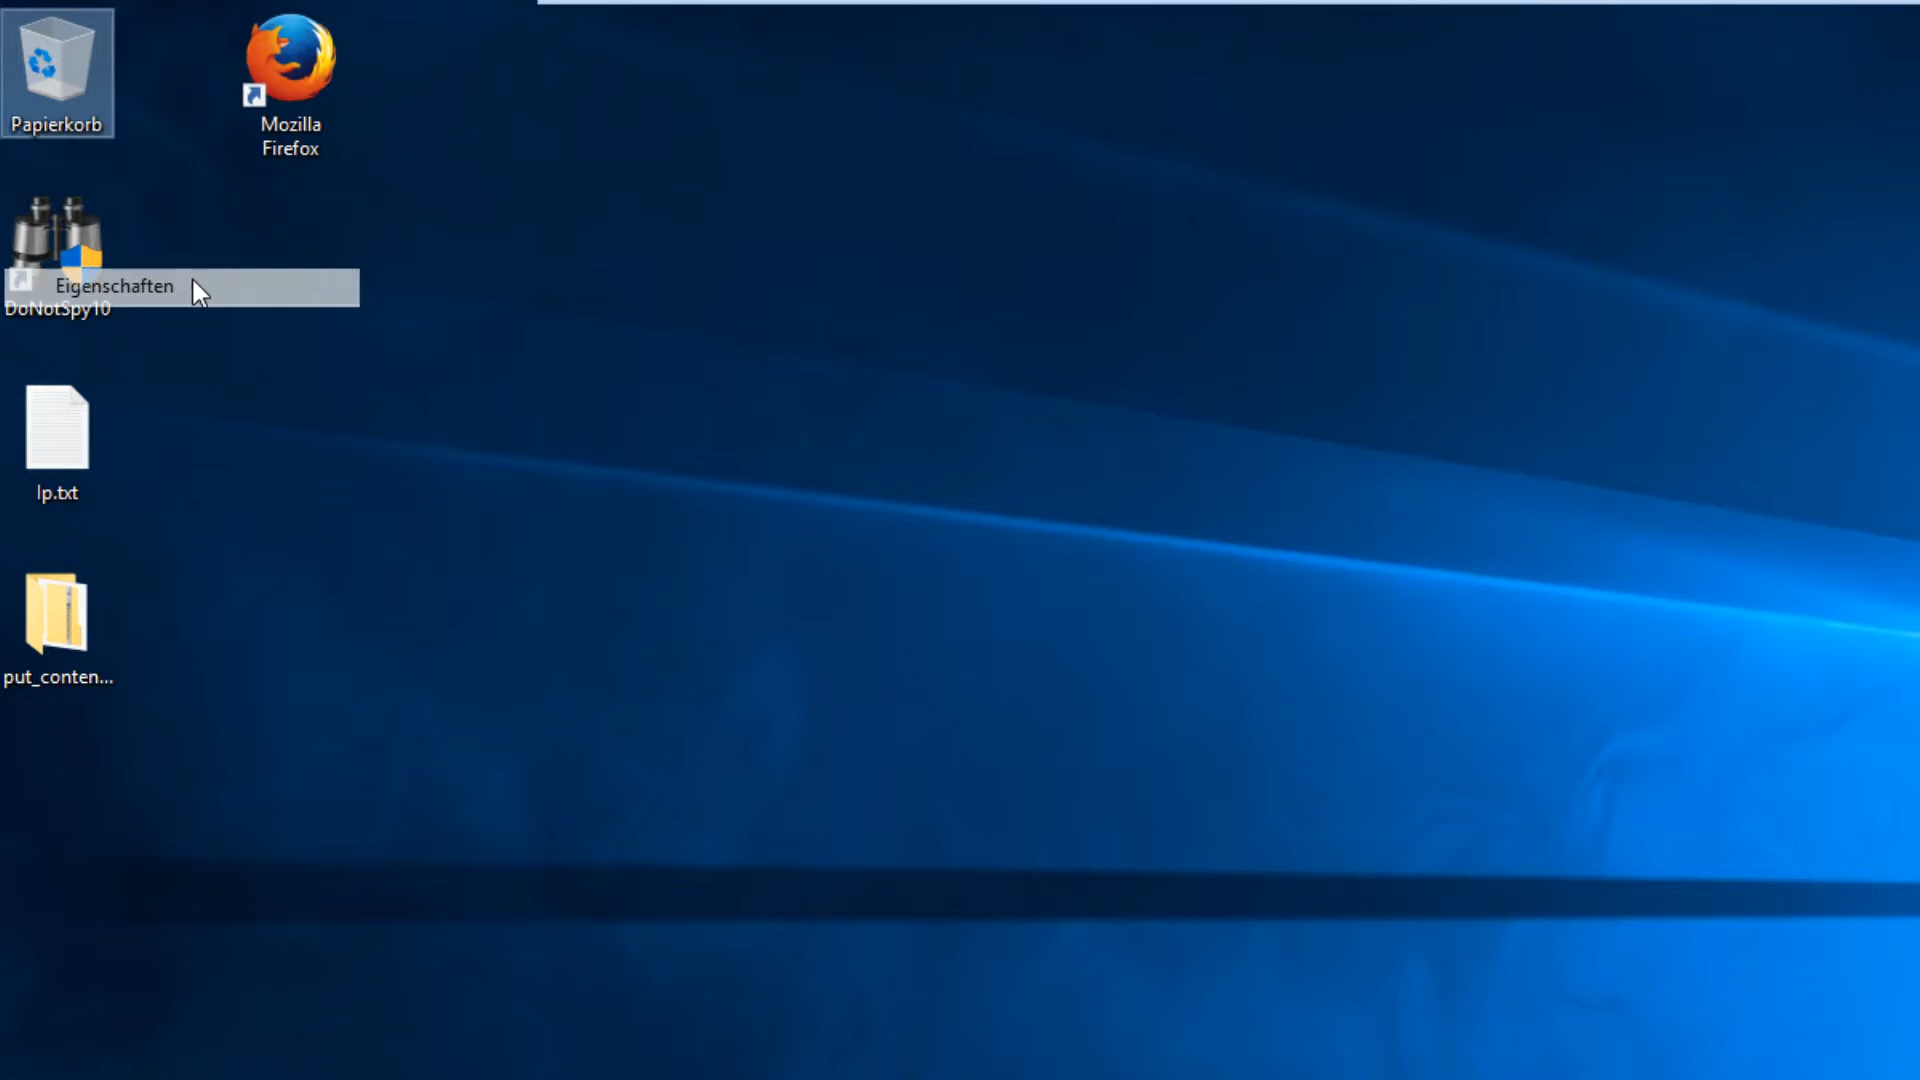 Papierkorb
Mozilla
Firefox
Eigenschaften
DoNotSpy10
lp.txt
put_conten...